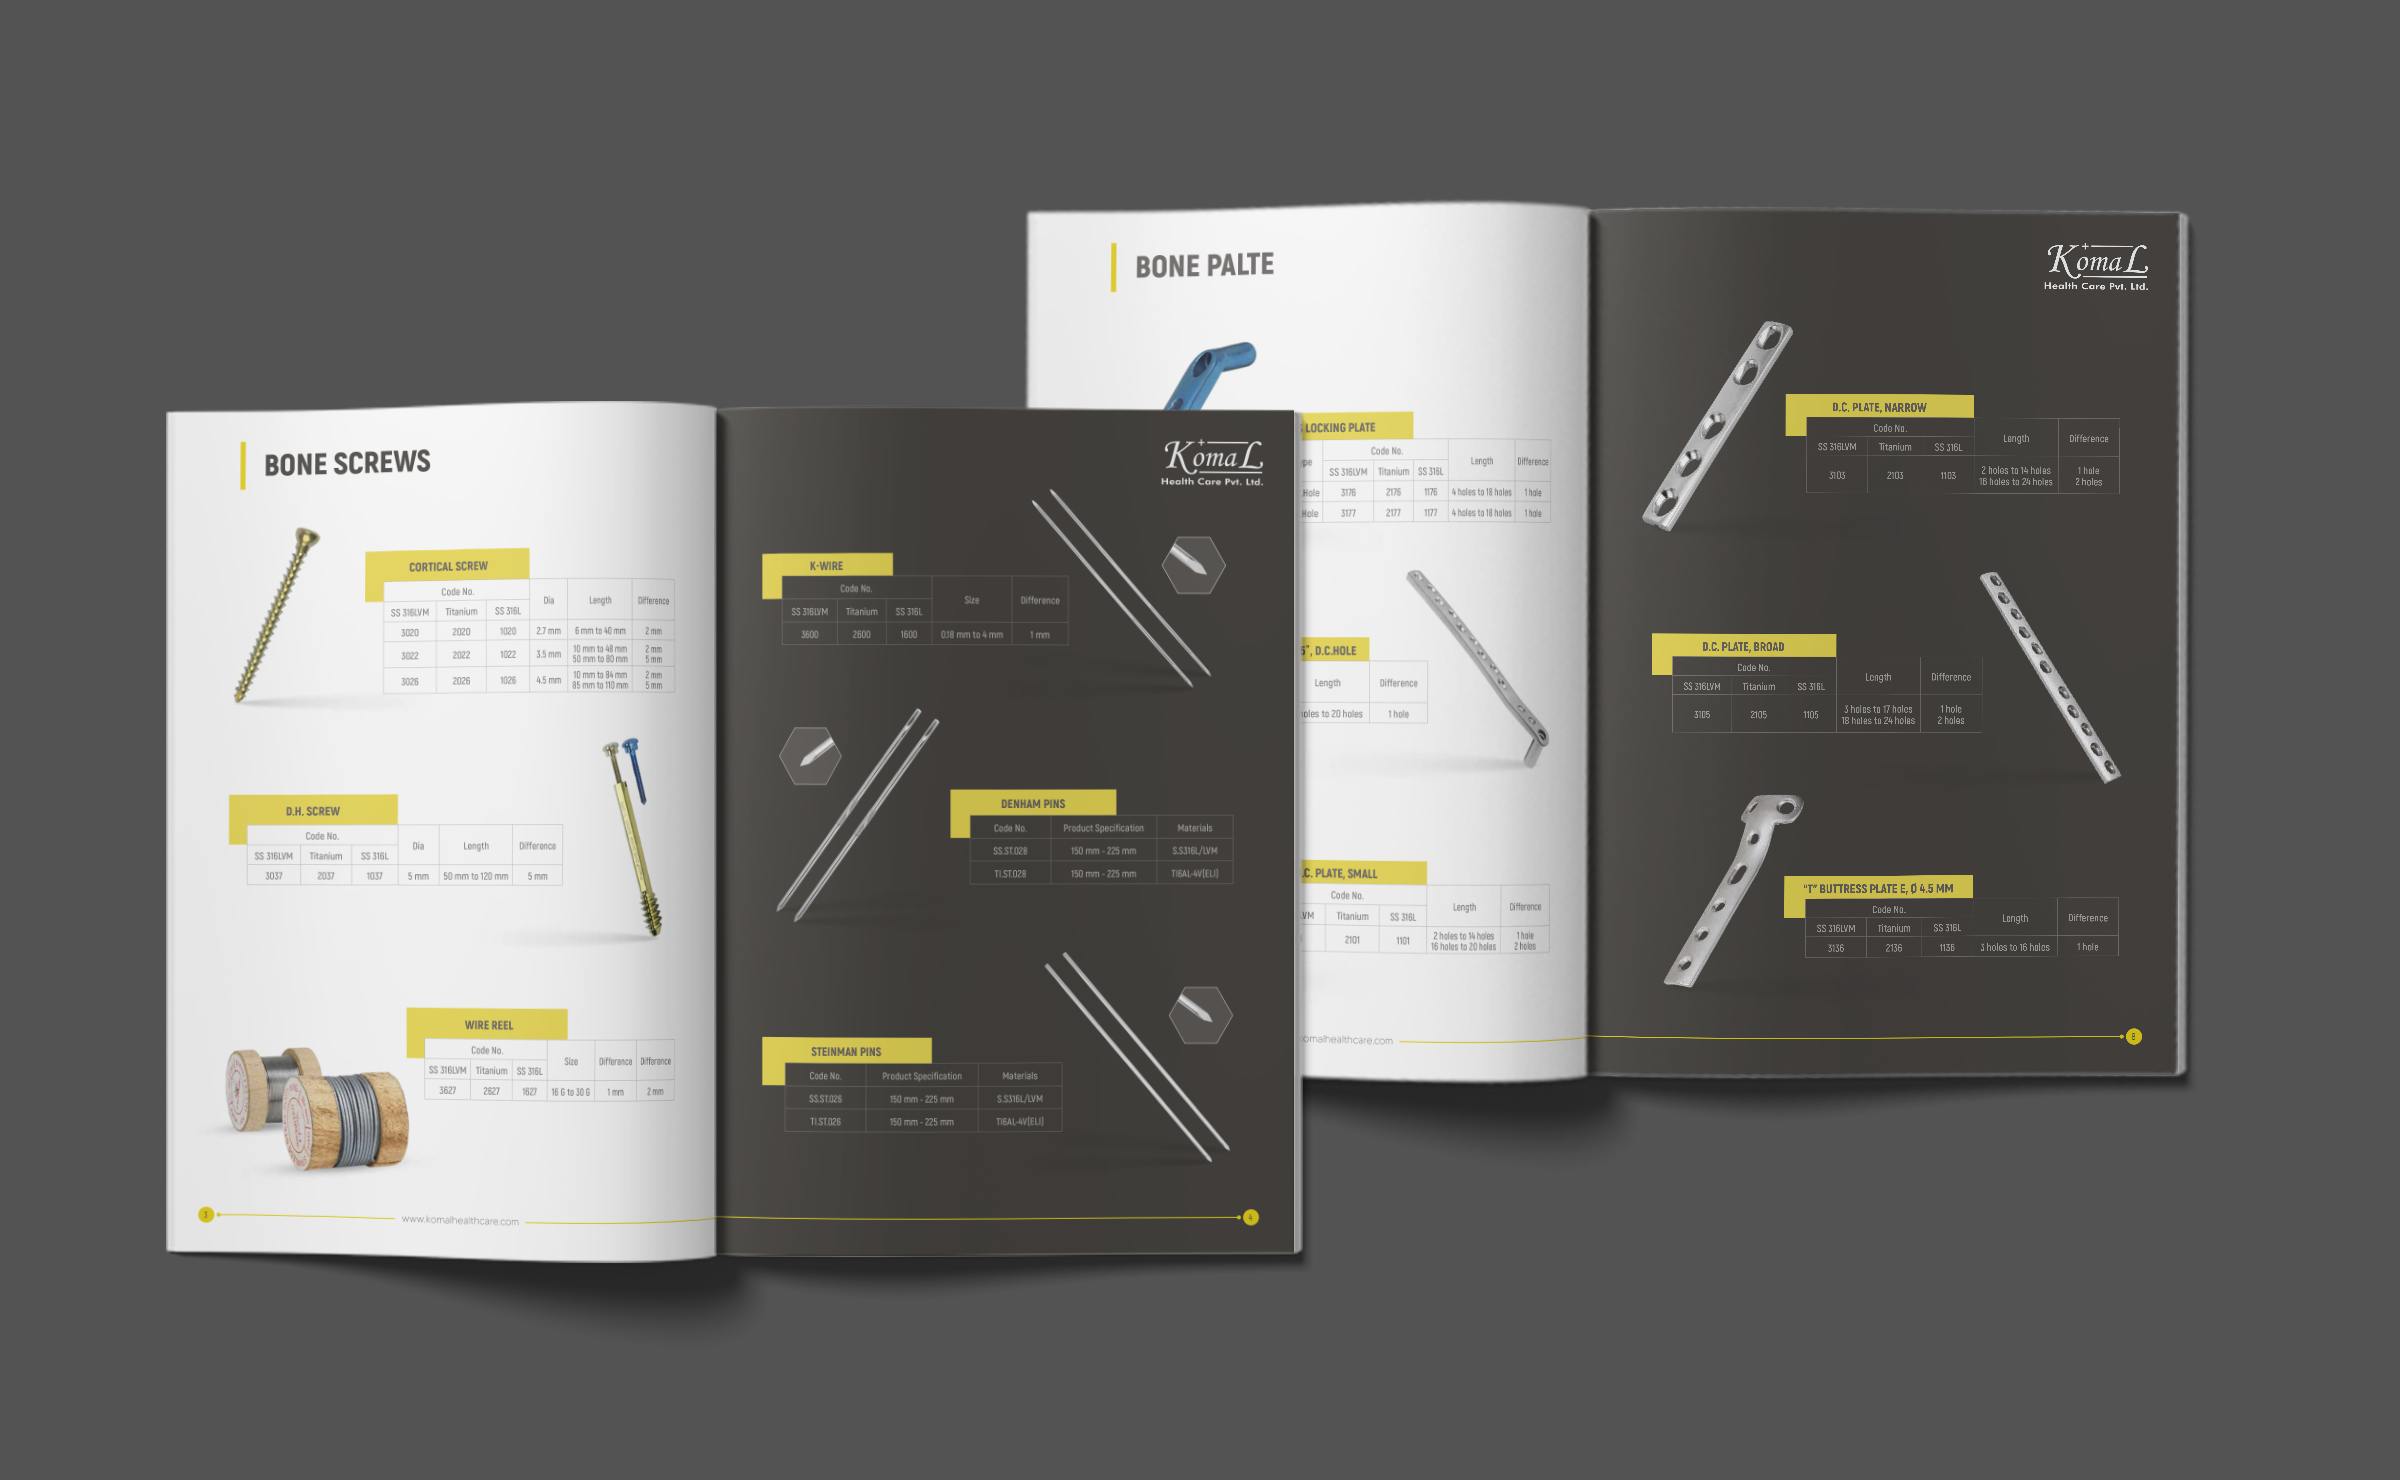 BONE SCREWS
CORTICAL SCREW
Code No. Dia Length Difference
SS 316LVM Titanium SS 316L
3020 2020 1020 2.7 mm 6 mm to 40 mm 2 mm
3022 2022 1022 3.5 mm 10 mm to 48 mm 2 mm
50 mm to 80 mm 5 mm
3026 2026 1026 4.5 mm 10 mm to 84 mm 2 mm
85 mm to 110 mm 5 mm
D.H. SCREW
Code No. Dia Length Difference
SS 316LVM Titanium SS 316L
3037 2037 1037 5 mm 50 mm to 120 mm 5 mm
WIRE REEL
Code No. Size Difference Difference
SS 316LVM Titanium SS 316L
3627 2627 1627 16 G to 30 G 1 mm 2 mm
3
www.komalhealthcare.com
KomaL
Health Care Pvt. Ltd.
K-WIRE
Code No. Size Difference
SS 316LVM Titanium SS 316L
3600 2600 1600 0.18 mm to 4 mm 1 mm
DENHAM PINS
Code No. Product Specification Materials
SS.ST.028 150 mm - 225 mm S.S316L/LVM
TI.ST.028 150 mm - 225 mm TI6AL-4V(ELI)
STEINMAN PINS
Code No. Product Specification Materials
SS.ST.026 150 mm - 225 mm S.S316L/LVM
TI.ST.026 150 mm - 225 mm TI6AL-4V(ELI)
4
BONE PALTE
LOCKING PLATE
Code No. Length Difference
SS 316LVM Titanium SS 316L
Hole 3176 2176 1176 4 holes to 18 holes 1 hole
Hole 3177 2177 1177 4 holes to 18 holes 1 hole
D.C.HOLE
Length Difference
to 20 holes 1 hole
PLATE, SMALL
Code No. Length Difference
Titanium SS 316L
2101 1101 2 holes to 14 holes 1 hole
16 holes to 20 holes 2 holes
omalhealthcare.com
KomaL
Health Care Pvt. Ltd.
D.C. PLATE, NARROW
Code No. Length Difference
SS 316LVM Titanium SS 316L
3103 2103 1103 2 holes to 14 holes 1 hole
16 holes to 24 holes 2 holes
D.C. PLATE, BROAD
Code No. Length Difference
SS 316LVM Titanium SS 316L
3105 2105 1105 3 holes to 17 holes 1 hole
18 holes to 24 holes 2 holes
"T" BUTTRESS PLATE E, Ø 4.5 MM
Code No. Length Difference
SS 316LVM Titanium SS 316L
3136 2136 1136 3 holes to 16 holes 1 hole
8